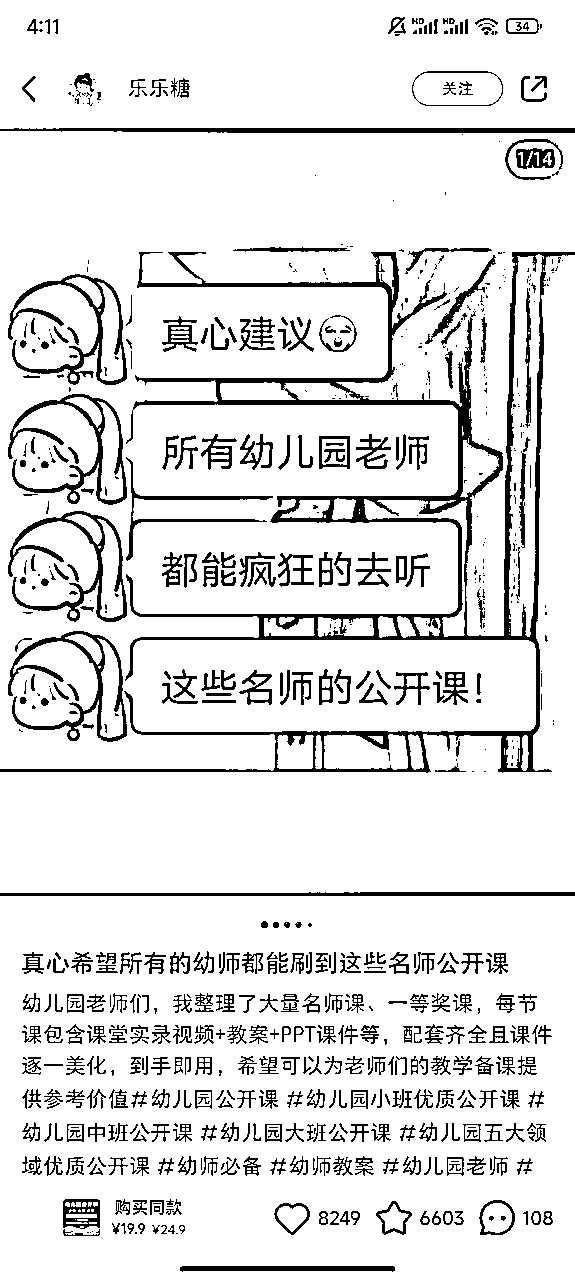 4:11
HD HD 34
乐乐糖
关注
1/14
真心建议
所有幼儿园老师
都能疯狂的去听
这些名师的公开课!
真心希望所有的幼师都能刷到这些名师公开课
幼儿园老师们，我整理了大量名师课、一等奖课，每节
课包含课堂实录视频+教案+PPT课件等，配套齐全且课件
逐一美化，到手即用，希望可以为老师们的教学备课提
供参考价值#幼儿园公开课 #幼儿园小班优质公开课 #
幼儿园中班公开课 #幼儿园大班公开课 #幼儿园五大领
域优质公开课 #幼师必备 #幼师教案 #幼儿园老师 #
购买同款
¥19.9 ¥24.9
8249
6603
108